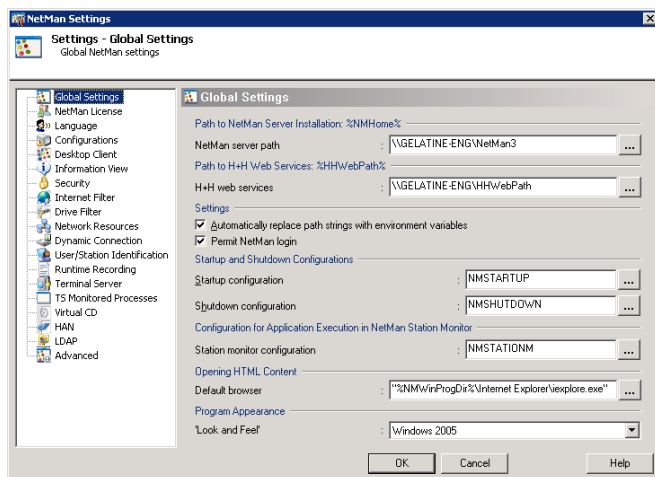 NetMan Settings
Settings - Global Settings
Global NetMan settings
Global Settings
NetMan License
Language
Configurations
Desktop Client
Information View
Security
Internet Filter
Drive Filter
Network Resources
Dynamic Connection
User/Station Identification
Runtime Recording
Terminal Server
TS Monitored Processes
Virtual CD
HAN
LDAP
Advanced
Global Settings
Path to NetMan Server Installation: %NMHome%
NetMan server path : \\GELATINE-ENG\NetMan3 ...
Path to H+H Web Services: %HHWebPath%
H+H web services : \\GELATINE-ENG\HHWebPath ...
Settings
Automatically replace path strings with environment variables
Permit NetMan login
Startup and Shutdown Configurations
Startup configuration : NMSTARTUP ...
Shutdown configuration : NMSHUTDOWN ...
Configuration for Application Execution in NetMan Station Monitor
Station monitor configuration : NMSTATIONM ...
Opening HTML Content
Default browser : "%NMWinProgDir%\Internet Explorer\iexplore.exe" ...
Program Appearance
'Look and Feel' : Windows 2005
OK Cancel Help